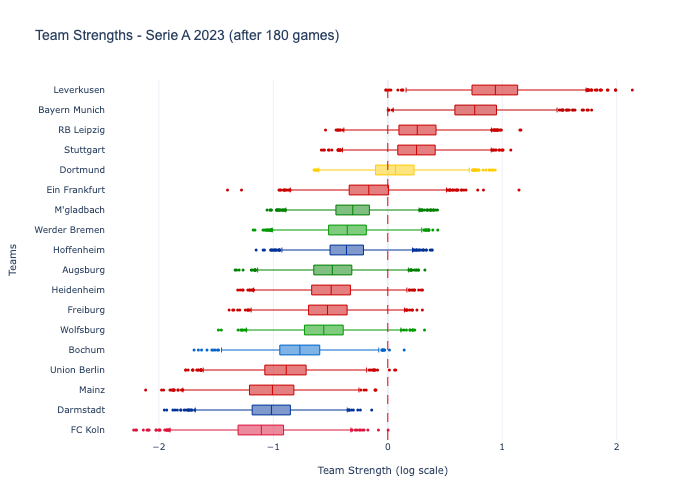 Team Strengths - Serie A 2023 (after 180 games)
Leverkusen
Bayern Munich
RB Leipzig
Stuttgart
Dortmund
Ein Frankfurt
M'gladbach
Werder Bremen
Hoffenheim
Augsburg
Heidenheim
Freiburg
Wolfsburg
Bochum
Union Berlin
Mainz
Darmstadt
FC Koln
Teams
−2 −1 0 1 2
Team Strength (log scale)